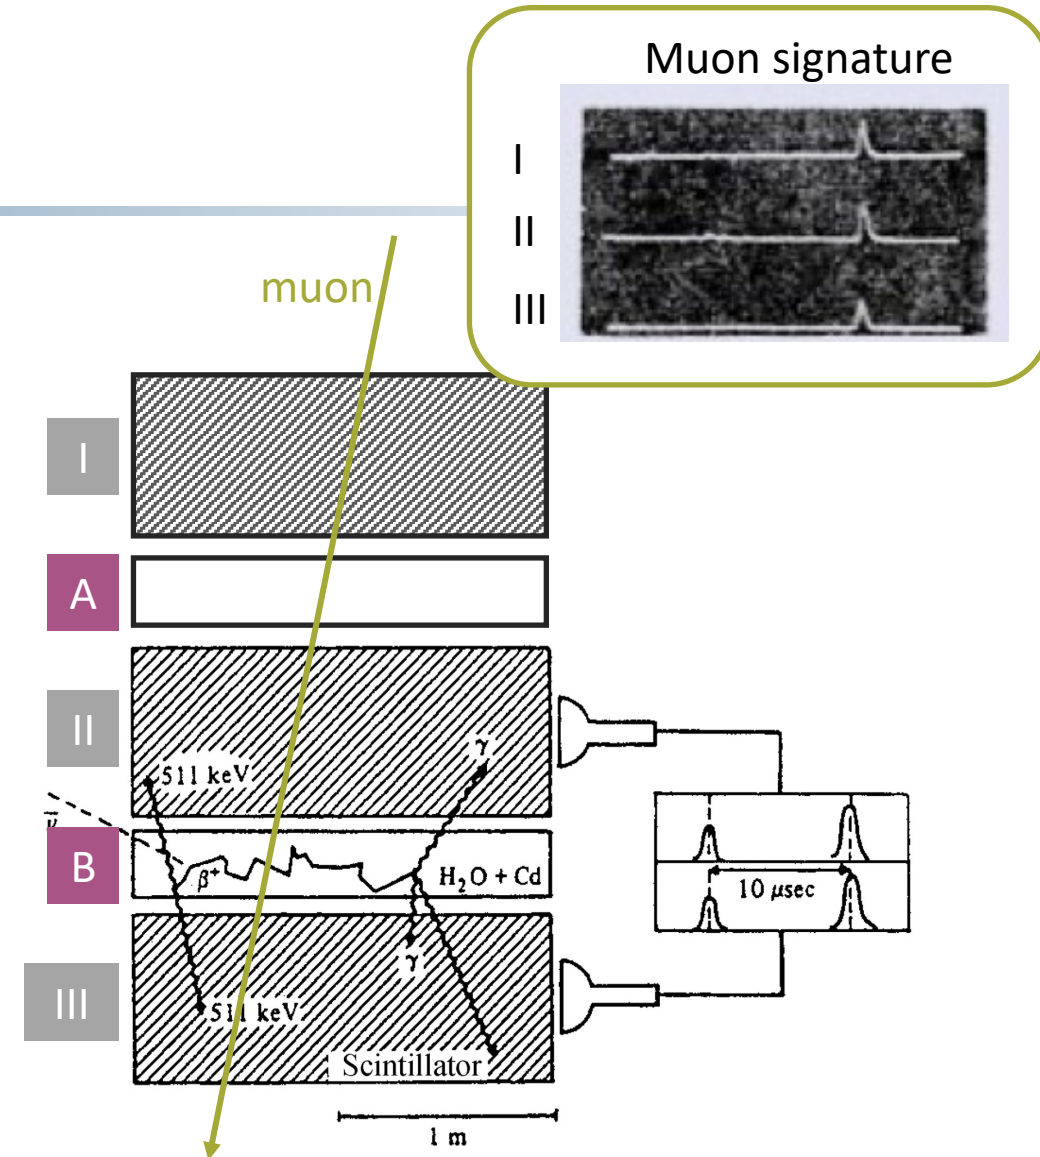 Muon signature
I
II
III
muon
I
A
II
γ
511 keV
ν̅
B
β⁺
H₂O + Cd
10 μsec
γ
III
511 keV
Scintillator
1 m